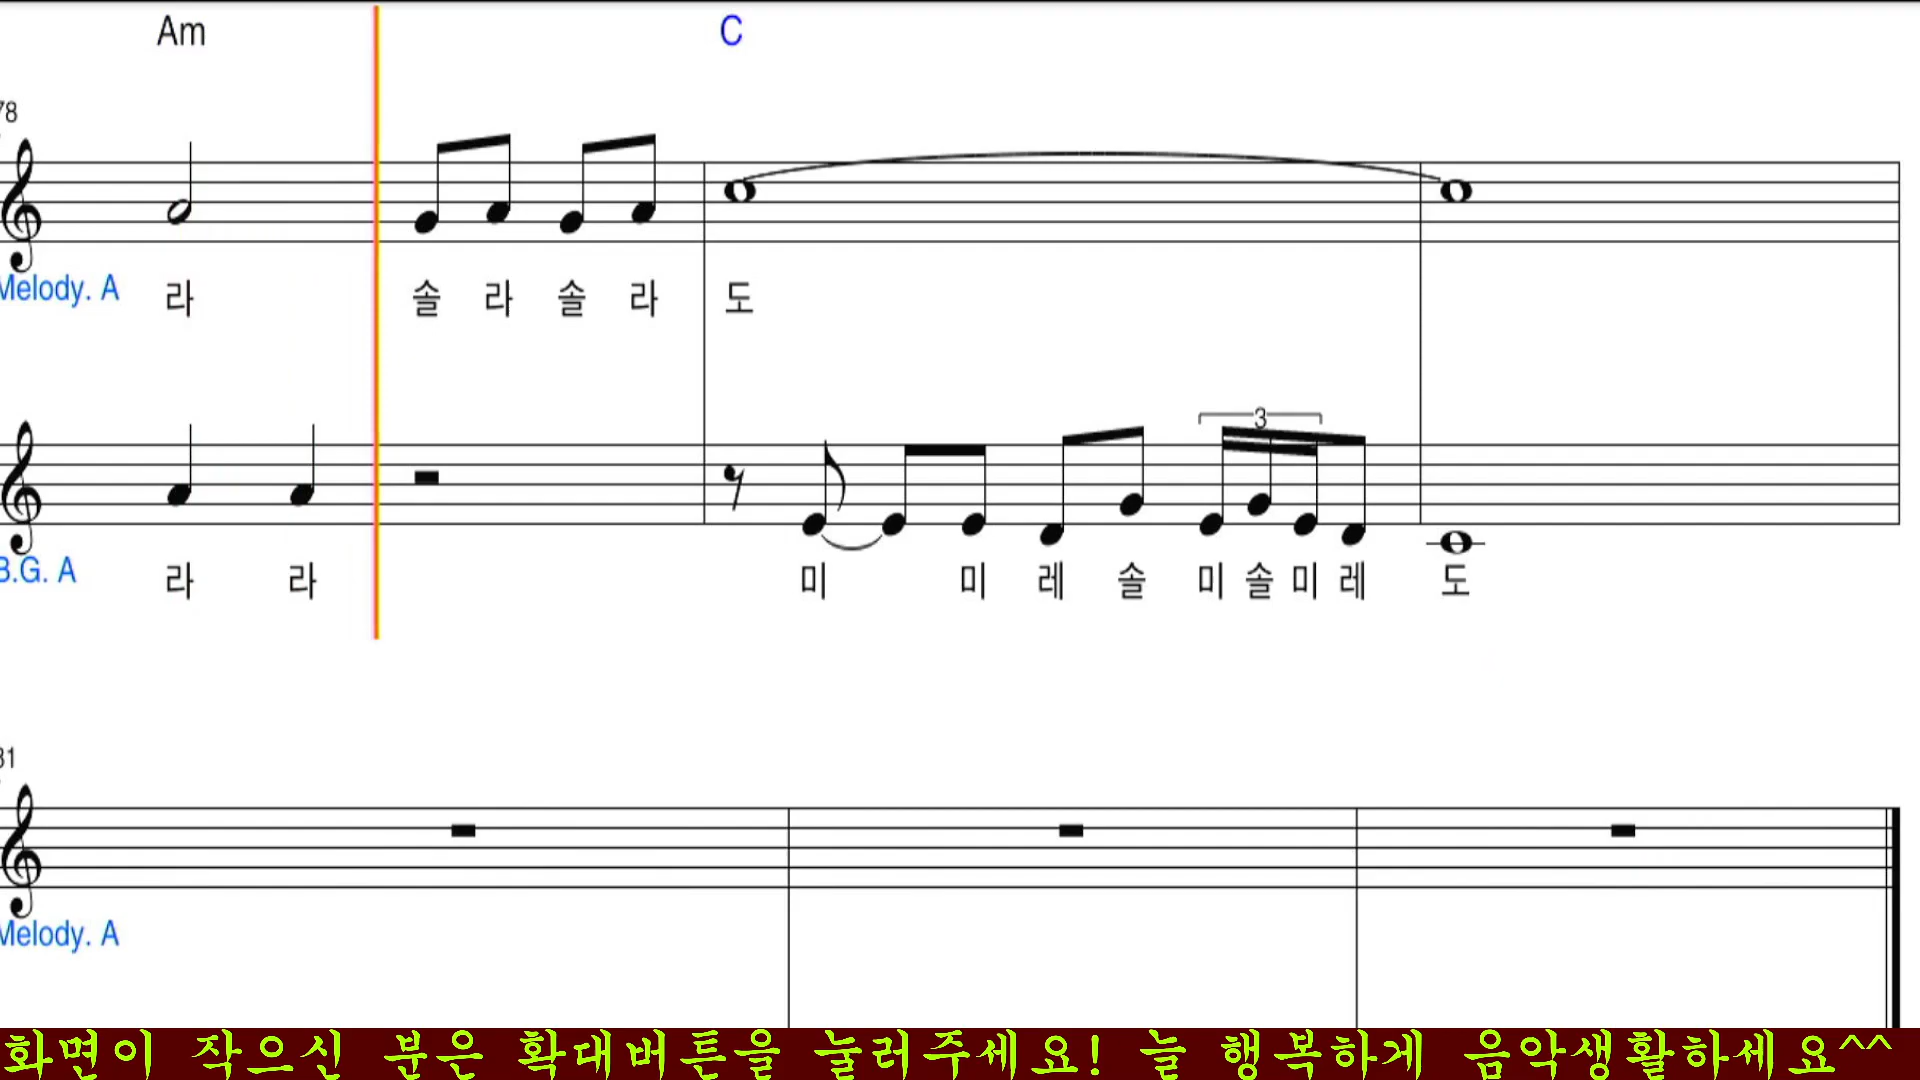 Am C
78
Melody. A 라 솔 라 솔 라 도
3
B.G. A 라 라 미 미 레 솔 미 솔 미 레 도
31
Melody. A
화면이 작으신 분은 확대버튼을 눌러주세요! 늘 행복하게 음악생활하세요^^